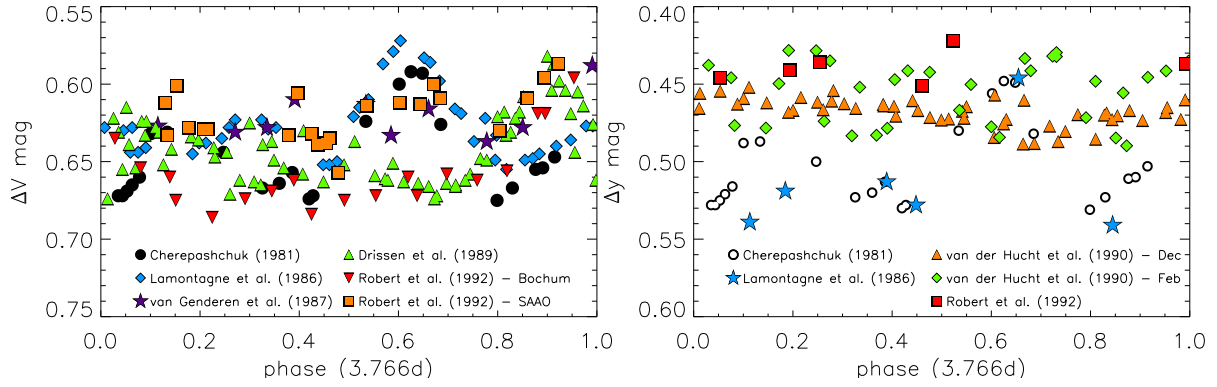 0.55
0.60
0.65
0.70
0.75
ΔV mag
Cherepashchuk (1981)
Lamontagne et al. (1986)
van Genderen et al. (1987)
Drissen et al. (1989)
Robert et al. (1992) – Bochum
Robert et al. (1992) – SAAO
0.0 0.2 0.4 0.6 0.8 1.0
phase (3.766d)
0.40
0.45
0.50
0.55
0.60
Δy mag
Cherepashchuk (1981)
Lamontagne et al. (1986)
van der Hucht et al. (1990) – Dec
van der Hucht et al. (1990) – Feb
Robert et al. (1992)
0.0 0.2 0.4 0.6 0.8 1.0
phase (3.766d)